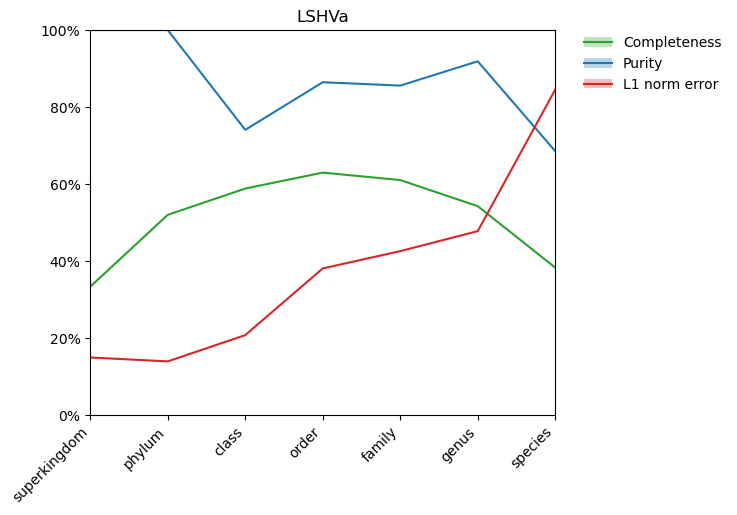 LSHVa
100%
80%
60%
40%
20%
0%
superkingdom
phylum
class
order
family
genus
species
Completeness
Purity
L1 norm error